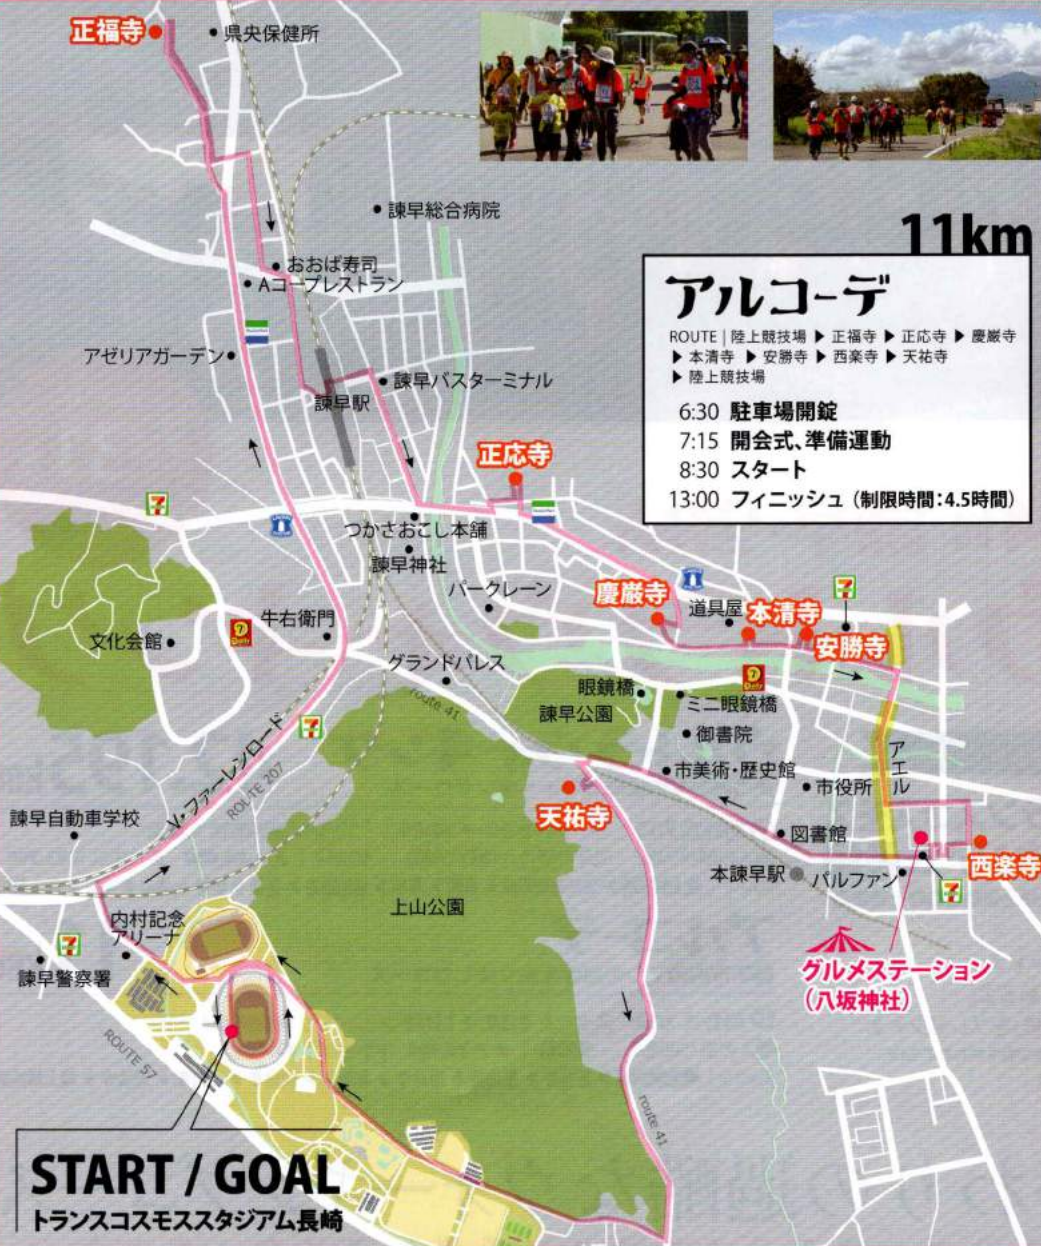 正福寺
県央保健所
諫早総合病院
11km
アルコーデ
ROUTE | 陸上競技場 ▶ 正福寺 ▶ 正応寺 ▶ 慶巌寺
▶ 本清寺 ▶ 安勝寺 ▶ 西楽寺 ▶ 天祐寺
▶ 陸上競技場
6:30 駐車場開錠
7:15 開会式、準備運動
8:30 スタート
13:00 フィニッシュ(制限時間:4.5時間)
おおば寿司
Aコープレストラン
アゼリアガーデン
諫早バスターミナル
諫早駅
正応寺
つかさおこし本舗
諫早神社
パークレーン
慶巌寺
道具屋
本清寺
安勝寺
牛右衛門
文化会館
グランドパレス
route 41
眼鏡橋
諫早公園
ミニ眼鏡橋
御書院
市美術・歴史館
市役所
アエル
V・ファーレンロード
ROUTE 207
天祐寺
図書館
諫早自動車学校
本諫早駅
パルファン
西楽寺
上山公園
内村記念
アリーナ
諫早警察署
グルメステーション
(八坂神社)
ROUTE 57
route 41
START / GOAL
トランスコスモススタジアム長崎